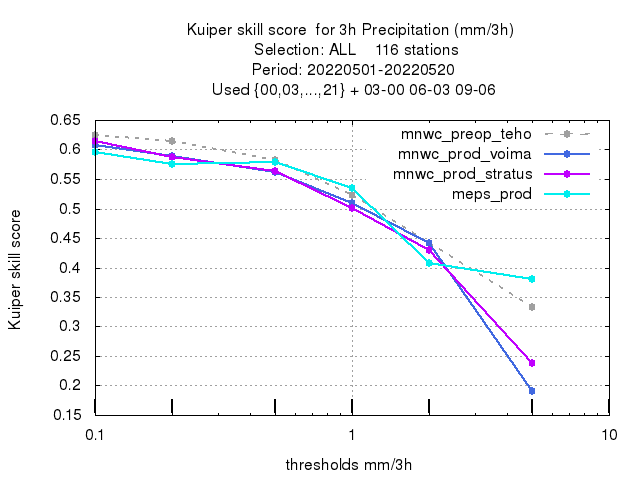 Kuiper skill score  for 3h Precipitation (mm/3h)
Selection: ALL    116 stations
Period: 20220501-20220520
Used {00,03,...,21} + 03-00 06-03 09-06
mnwc_preop_teho
mnwc_prod_voima
mnwc_prod_stratus
meps_prod
Kuiper skill score
0.65
0.6
0.55
0.5
0.45
0.4
0.35
0.3
0.25
0.2
0.15
0.1 1 10
thresholds mm/3h